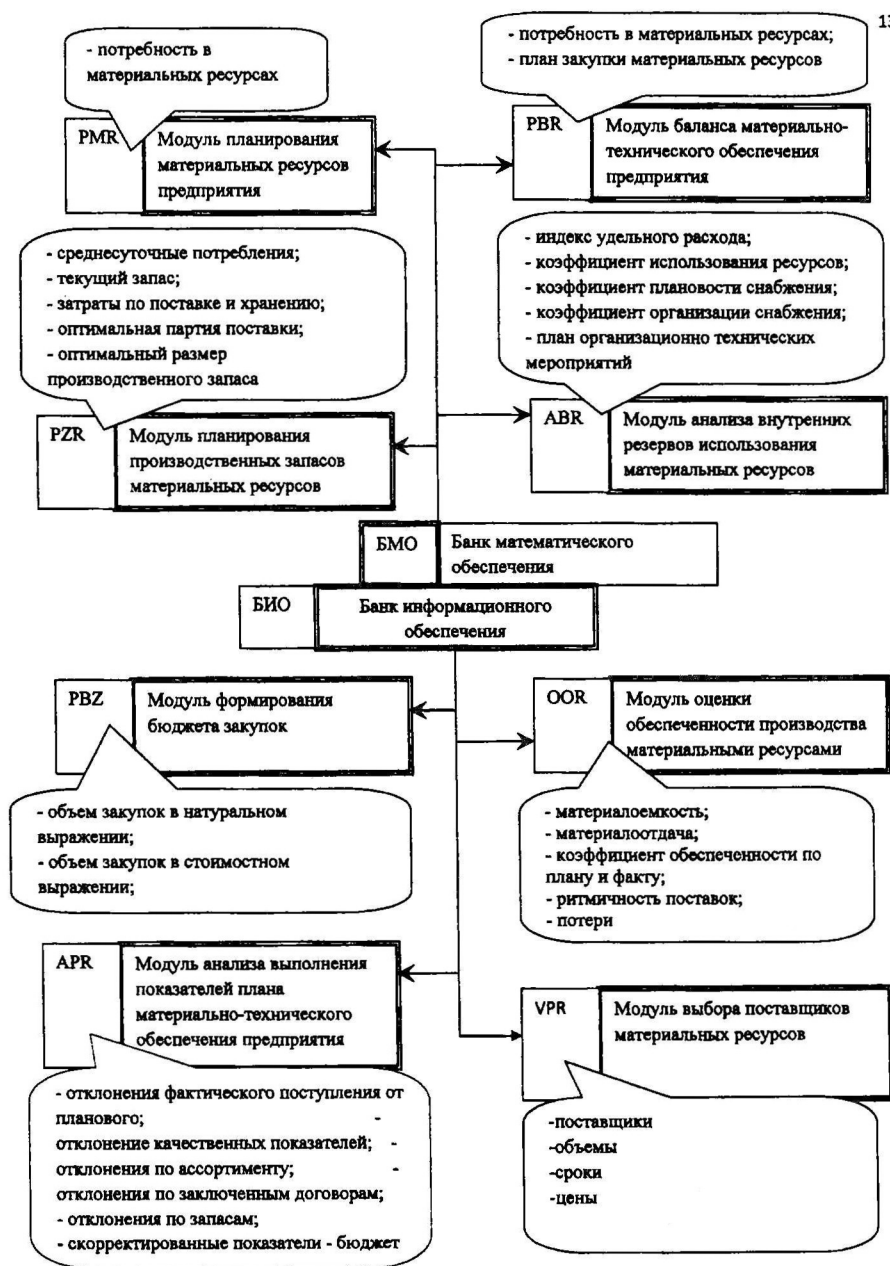 13
- потребность в
материальных ресурсах
- потребность в материальных ресурсах;
- план закупки материальных ресурсов
PMR
Модуль планирования
материальных ресурсов
предприятия
PBR
Модуль баланса материально-
технического обеспечения
предприятия
- среднесуточные потребления;
- текущий запас;
- затраты по поставке и хранению;
- оптимальная партия поставки;
- оптимальный размер
производственного запаса
- индекс удельного расхода;
- коэффициент использования ресурсов;
- коэффициент плановости снабжения;
- коэффициент организации снабжения;
- план организационно технических
мероприятий
PZR
Модуль планирования
производственных запасов
материальных ресурсов
ABR
Модуль анализа внутренних
резервов использования
материальных ресурсов
БМО
Банк математического
обеспечения
БИО
Банк информационного
обеспечения
PBZ
Модуль формирования
бюджета закупок
OOR
Модуль оценки
обеспеченности производства
материальными ресурсами
- объем закупок в натуральном
выражении;
- объем закупок в стоимостном
выражении;
- материалоемкость;
- материалоотдача;
- коэффициент обеспеченности по
плану и факту;
- ритмичность поставок;
- потери
APR
Модуль анализа выполнения
показателей плана
материально-технического
обеспечения предприятия
VPR
Модуль выбора поставщиков
материальных ресурсов
- отклонения фактического поступления от
планового; -
отклонение качественных показателей; -
отклонения по ассортименту; -
отклонения по заключенным договорам;
- отклонения по запасам;
- скорректированные показатели - бюджет
-поставщики
-объемы
-сроки
-цены